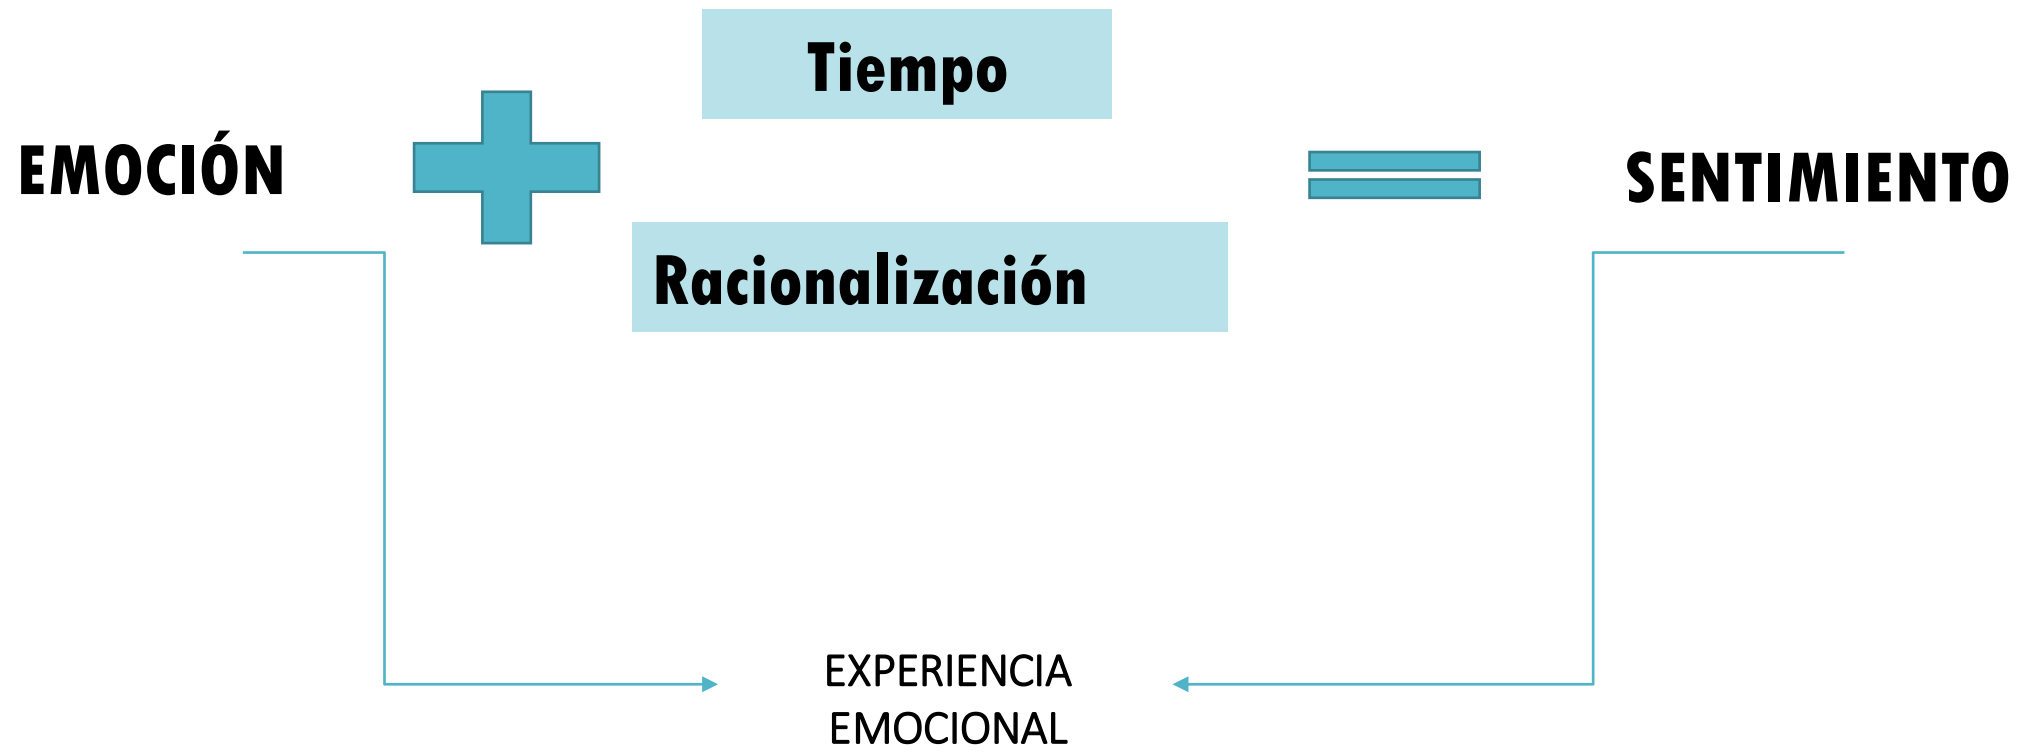 Tiempo
EMOCIÓN
SENTIMIENTO
Racionalización
EXPERIENCIA
EMOCIONAL